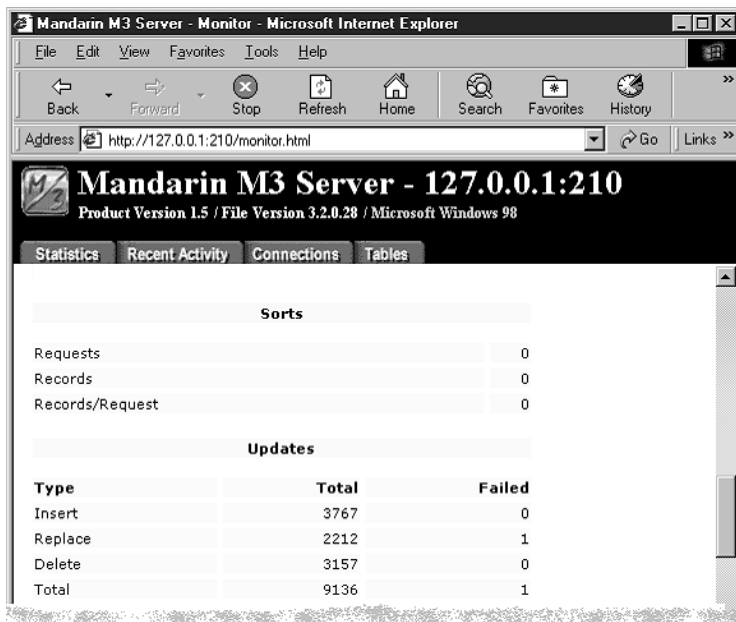 Mandarin M3 Server - Monitor - Microsoft Internet Explorer
File Edit View Favorites Tools Help
Back Forward Stop Refresh Home Search Favorites History »
Address http://127.0.0.1:210/monitor.html Go Links »
M/3 Mandarin M3 Server - 127.0.0.1:210
Product Version 1.5 / File Version 3.2.0.28 / Microsoft Windows 98
Statistics Recent Activity Connections Tables
Sorts
Requests 0
Records 0
Records/Request 0
Updates
Type Total Failed
Insert 3767 0
Replace 2212 1
Delete 3157 0
Total 9136 1